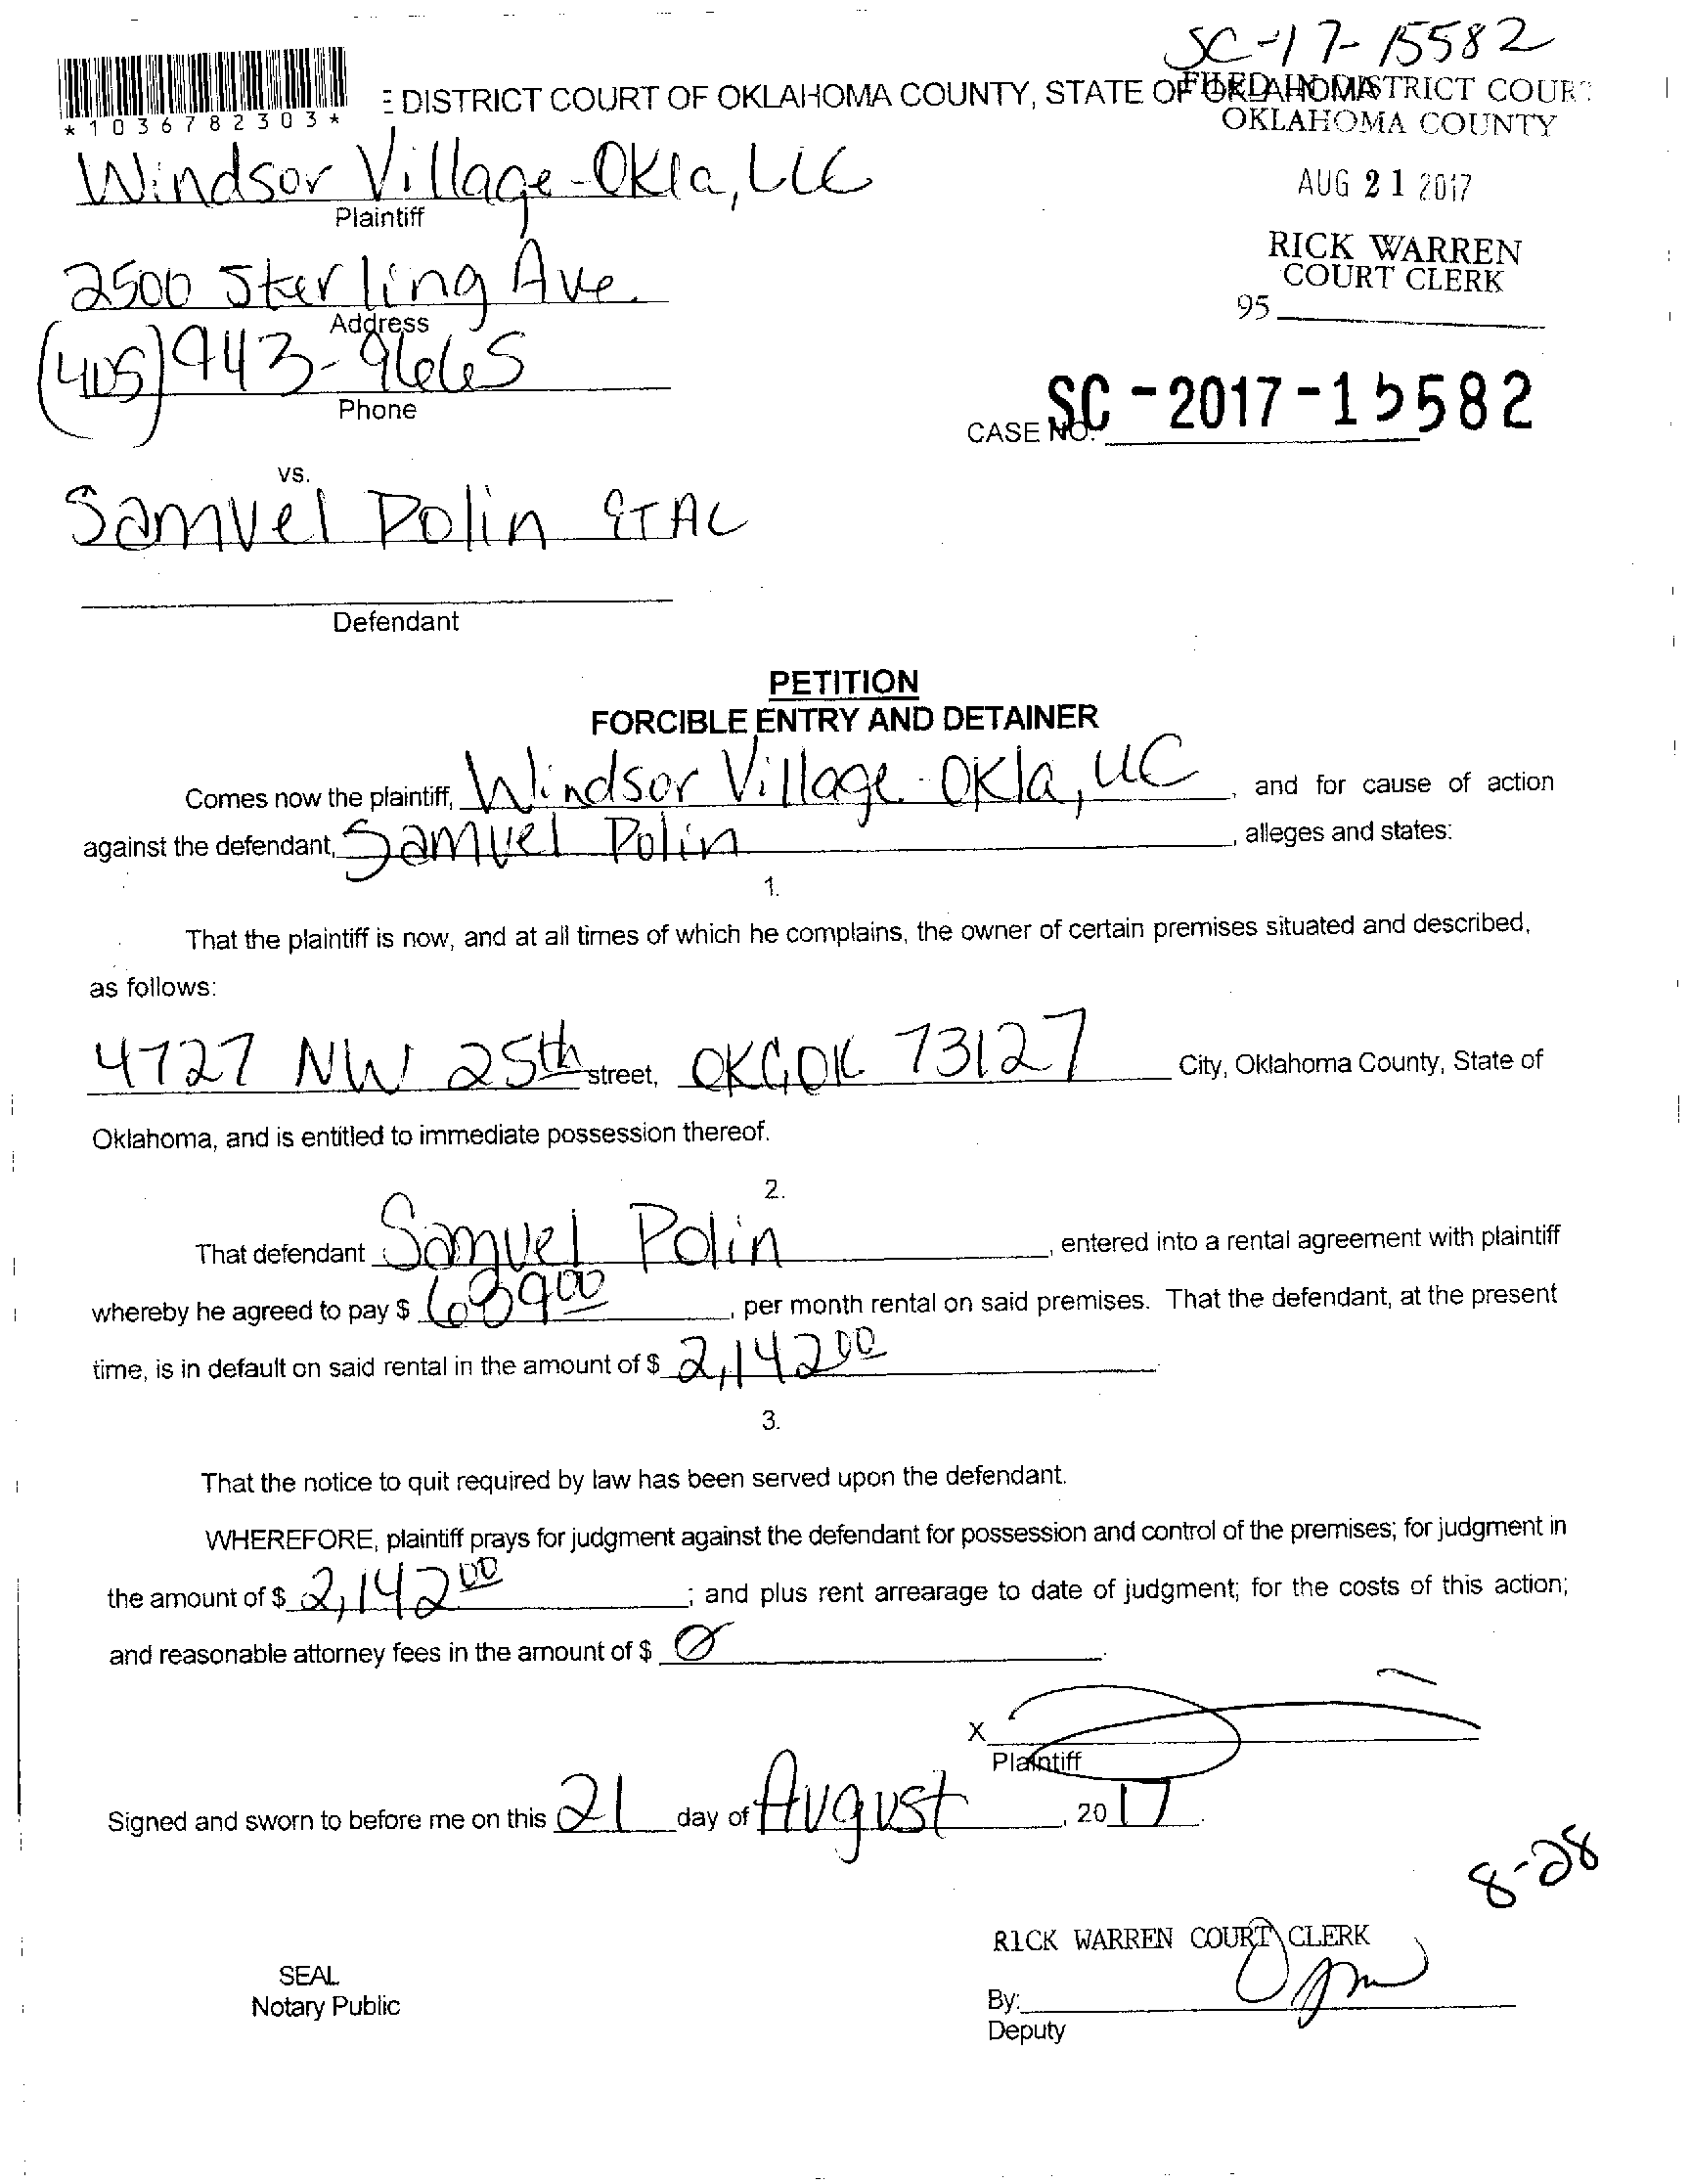 SC-17-15582
*1036782303*
E DISTRICT COURT OF OKLAHOMA COUNTY, STATE OF OKLAHOMA
FILED IN DISTRICT COURT
OKLAHOMA COUNTY
Windsor Village-Okla, LLC
Plaintiff
AUG 21 2017
RICK WARREN
COURT CLERK
2500 Sterling Ave.
Address
95
(405) 943-9665
Phone
CASE NO. SC-2017-15582
vs.
Samuel Polin ETAL
Defendant
PETITION
FORCIBLE ENTRY AND DETAINER
Comes now the plaintiff, Windsor Village-Okla, LLC, and for cause of action
against the defendant, Samuel Polin, alleges and states:
1.
That the plaintiff is now, and at all times of which he complains, the owner of certain premises situated and described,
as follows:
4727 NW 25th street, OKC, OK 73127 City, Oklahoma County, State of
Oklahoma, and is entitled to immediate possession thereof.
2.
That defendant Samuel Polin, entered into a rental agreement with plaintiff
whereby he agreed to pay $, per month rental on said premises. That the defendant, at the present
time, is in default on said rental in the amount of $ 2,142 00.
3.
That the notice to quit required by law has been served upon the defendant.
WHEREFORE, plaintiff prays for judgment against the defendant for possession and control of the premises; for judgment in
the amount of $ 2,142 00; and plus rent arrearage to date of judgment; for the costs of this action;
and reasonable attorney fees in the amount of $ Ø.
X
Plaintiff
Signed and sworn to before me on this 21 day of August, 2017.
8-28
RICK WARREN COURT CLERK
SEAL
Notary Public
By:
Deputy